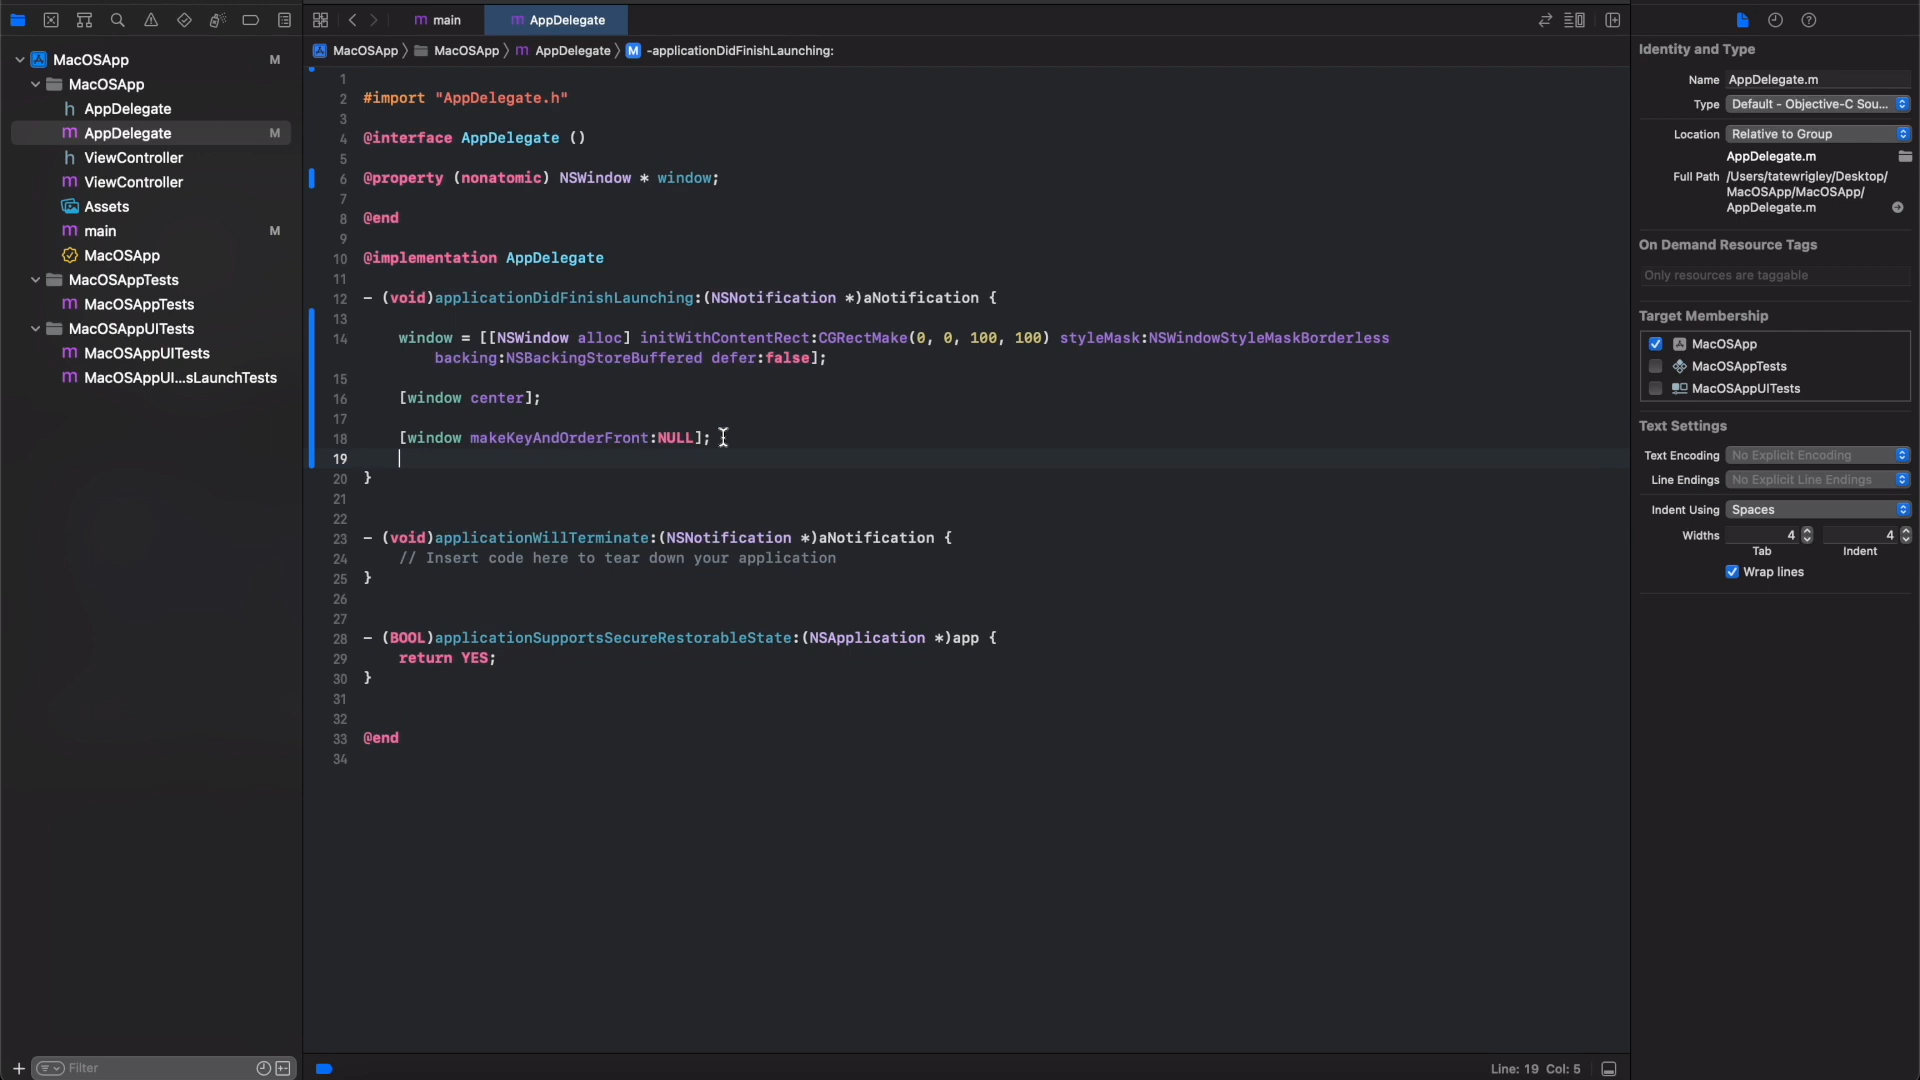 m main
m AppDelegate
MacOSApp M
MacOSApp
h AppDelegate
m AppDelegate M
h ViewController
m ViewController
Assets
m main M
MacOSApp
MacOSAppTests
m MacOSAppTests
MacOSAppUITests
m MacOSAppUITests
m MacOSAppUI...sLaunchTests
Filter
MacOSApp 〉 MacOSApp 〉 m AppDelegate 〉 M -applicationDidFinishLaunching:
1
2 #import "AppDelegate.h"
3
4 @interface AppDelegate ()
5
6 @property (nonatomic) NSWindow * window;
7
8 @end
9
10 @implementation AppDelegate
11
12 - (void)applicationDidFinishLaunching:(NSNotification *)aNotification {
13
14 window = [[NSWindow alloc] initWithContentRect:CGRectMake(0, 0, 100, 100) styleMask:NSWindowStyleMaskBorderless
backing:NSBackingStoreBuffered defer:false];
15
16 [window center];
17
18 [window makeKeyAndOrderFront:NULL];
19
20 }
21
22
23 - (void)applicationWillTerminate:(NSNotification *)aNotification {
24 // Insert code here to tear down your application
25 }
26
27
28 - (BOOL)applicationSupportsSecureRestorableState:(NSApplication *)app {
29 return YES;
30 }
31
32
33 @end
34
Line: 19 Col: 5
Identity and Type
Name AppDelegate.m
Type Default - Objective-C Sou...
Location Relative to Group
AppDelegate.m
Full Path /Users/tatewrigley/Desktop/
MacOSApp/MacOSApp/
AppDelegate.m
On Demand Resource Tags
Only resources are taggable
Target Membership
MacOSApp
MacOSAppTests
MacOSAppUITests
Text Settings
Text Encoding No Explicit Encoding
Line Endings No Explicit Line Endings
Indent Using Spaces
Widths 4 4
Tab Indent
Wrap lines